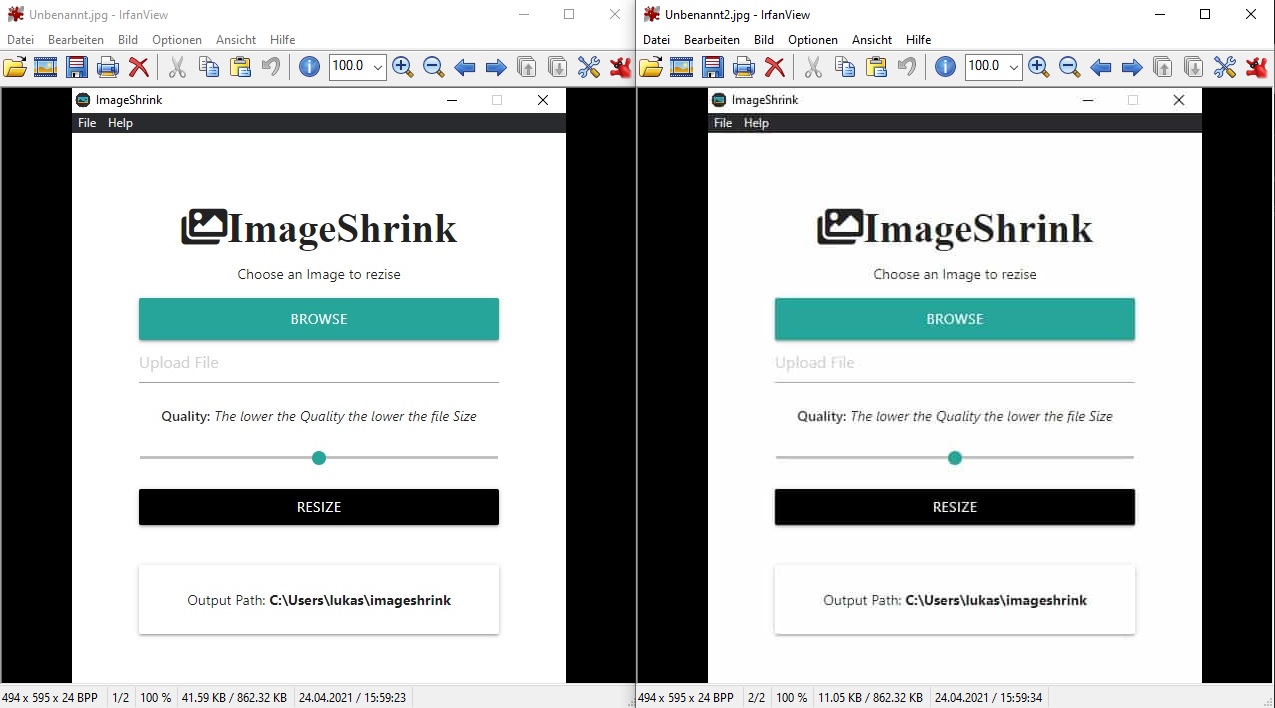 Unbenannt.jpg - IrfanView
Datei Bearbeiten Bild Optionen Ansicht Hilfe
100.0
ImageShrink
File Help
ImageShrink
Choose an Image to rezise
BROWSE
Upload File
Quality: The lower the Quality the lower the file Size
RESIZE
Output Path: C:\Users\lukas\imageshrink
494 x 595 x 24 BPP 1/2 100 % 41.59 KB / 862.32 KB 24.04.2021 / 15:59:23
Unbenannt2.jpg - IrfanView
Datei Bearbeiten Bild Optionen Ansicht Hilfe
100.0
ImageShrink
File Help
ImageShrink
Choose an Image to rezise
BROWSE
Upload File
Quality: The lower the Quality the lower the file Size
RESIZE
Output Path: C:\Users\lukas\imageshrink
494 x 595 x 24 BPP 2/2 100 % 11.05 KB / 862.32 KB 24.04.2021 / 15:59:34